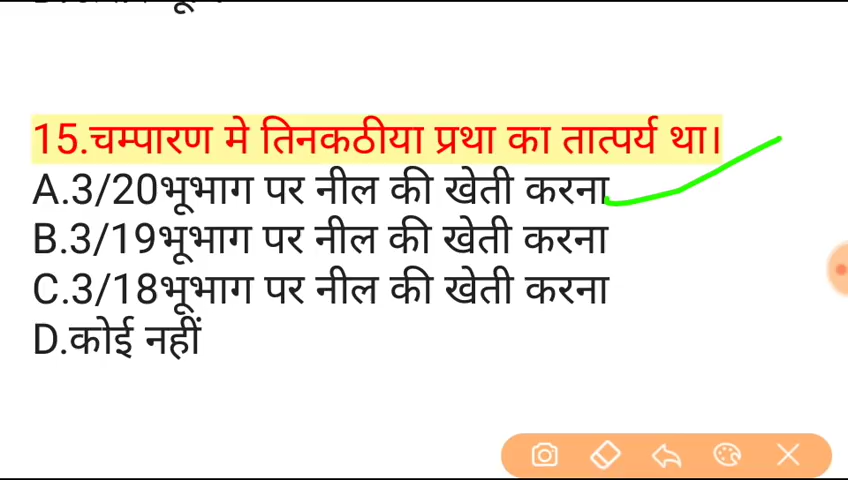 15.चम्पारण मे तिनकठीया प्रथा का तात्पर्य था।
A.3/20भूभाग पर नील की खेती करना
B.3/19भूभाग पर नील की खेती करना
C.3/18भूभाग पर नील की खेती करना
D.कोई नहीं